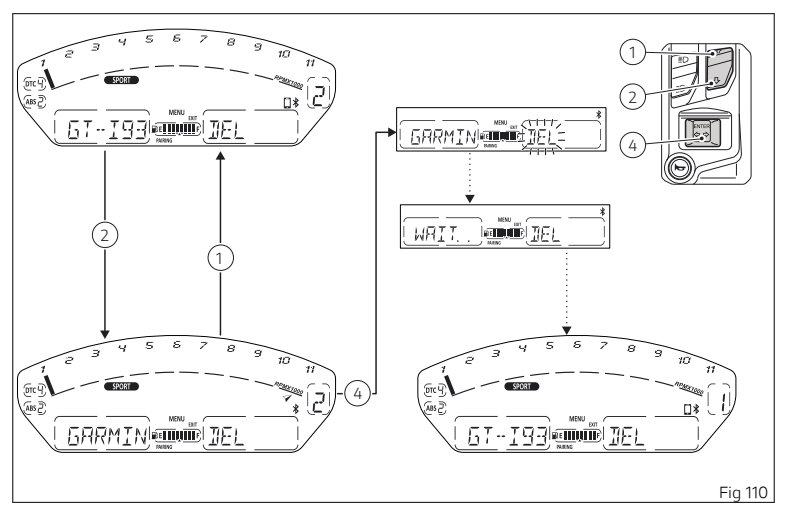 1 2 3 4 5 6 7 8 9 10 11
RPMX1000
SPORT
DTC 4
ABS 2
2
MENU
EXIT
GT-I93 E F DEL
PAIRING
2
1
1 2 3 4 5 6 7 8 9 10 11
RPMX1000
SPORT
DTC 4
ABS 2
2
MENU
EXIT
GARMIN E F DEL
PAIRING
4
MENU
EXIT
GARMIN E F DEL
PAIRING
MENU
EXIT
WAIT.. E F DEL
PAIRING
1 2 3 4 5 6 7 8 9 10 11
RPMX1000
SPORT
DTC 4
ABS 2
1
MENU
EXIT
GT-I93 E F DEL
PAIRING
1
2
ENTER
4
Fig 110